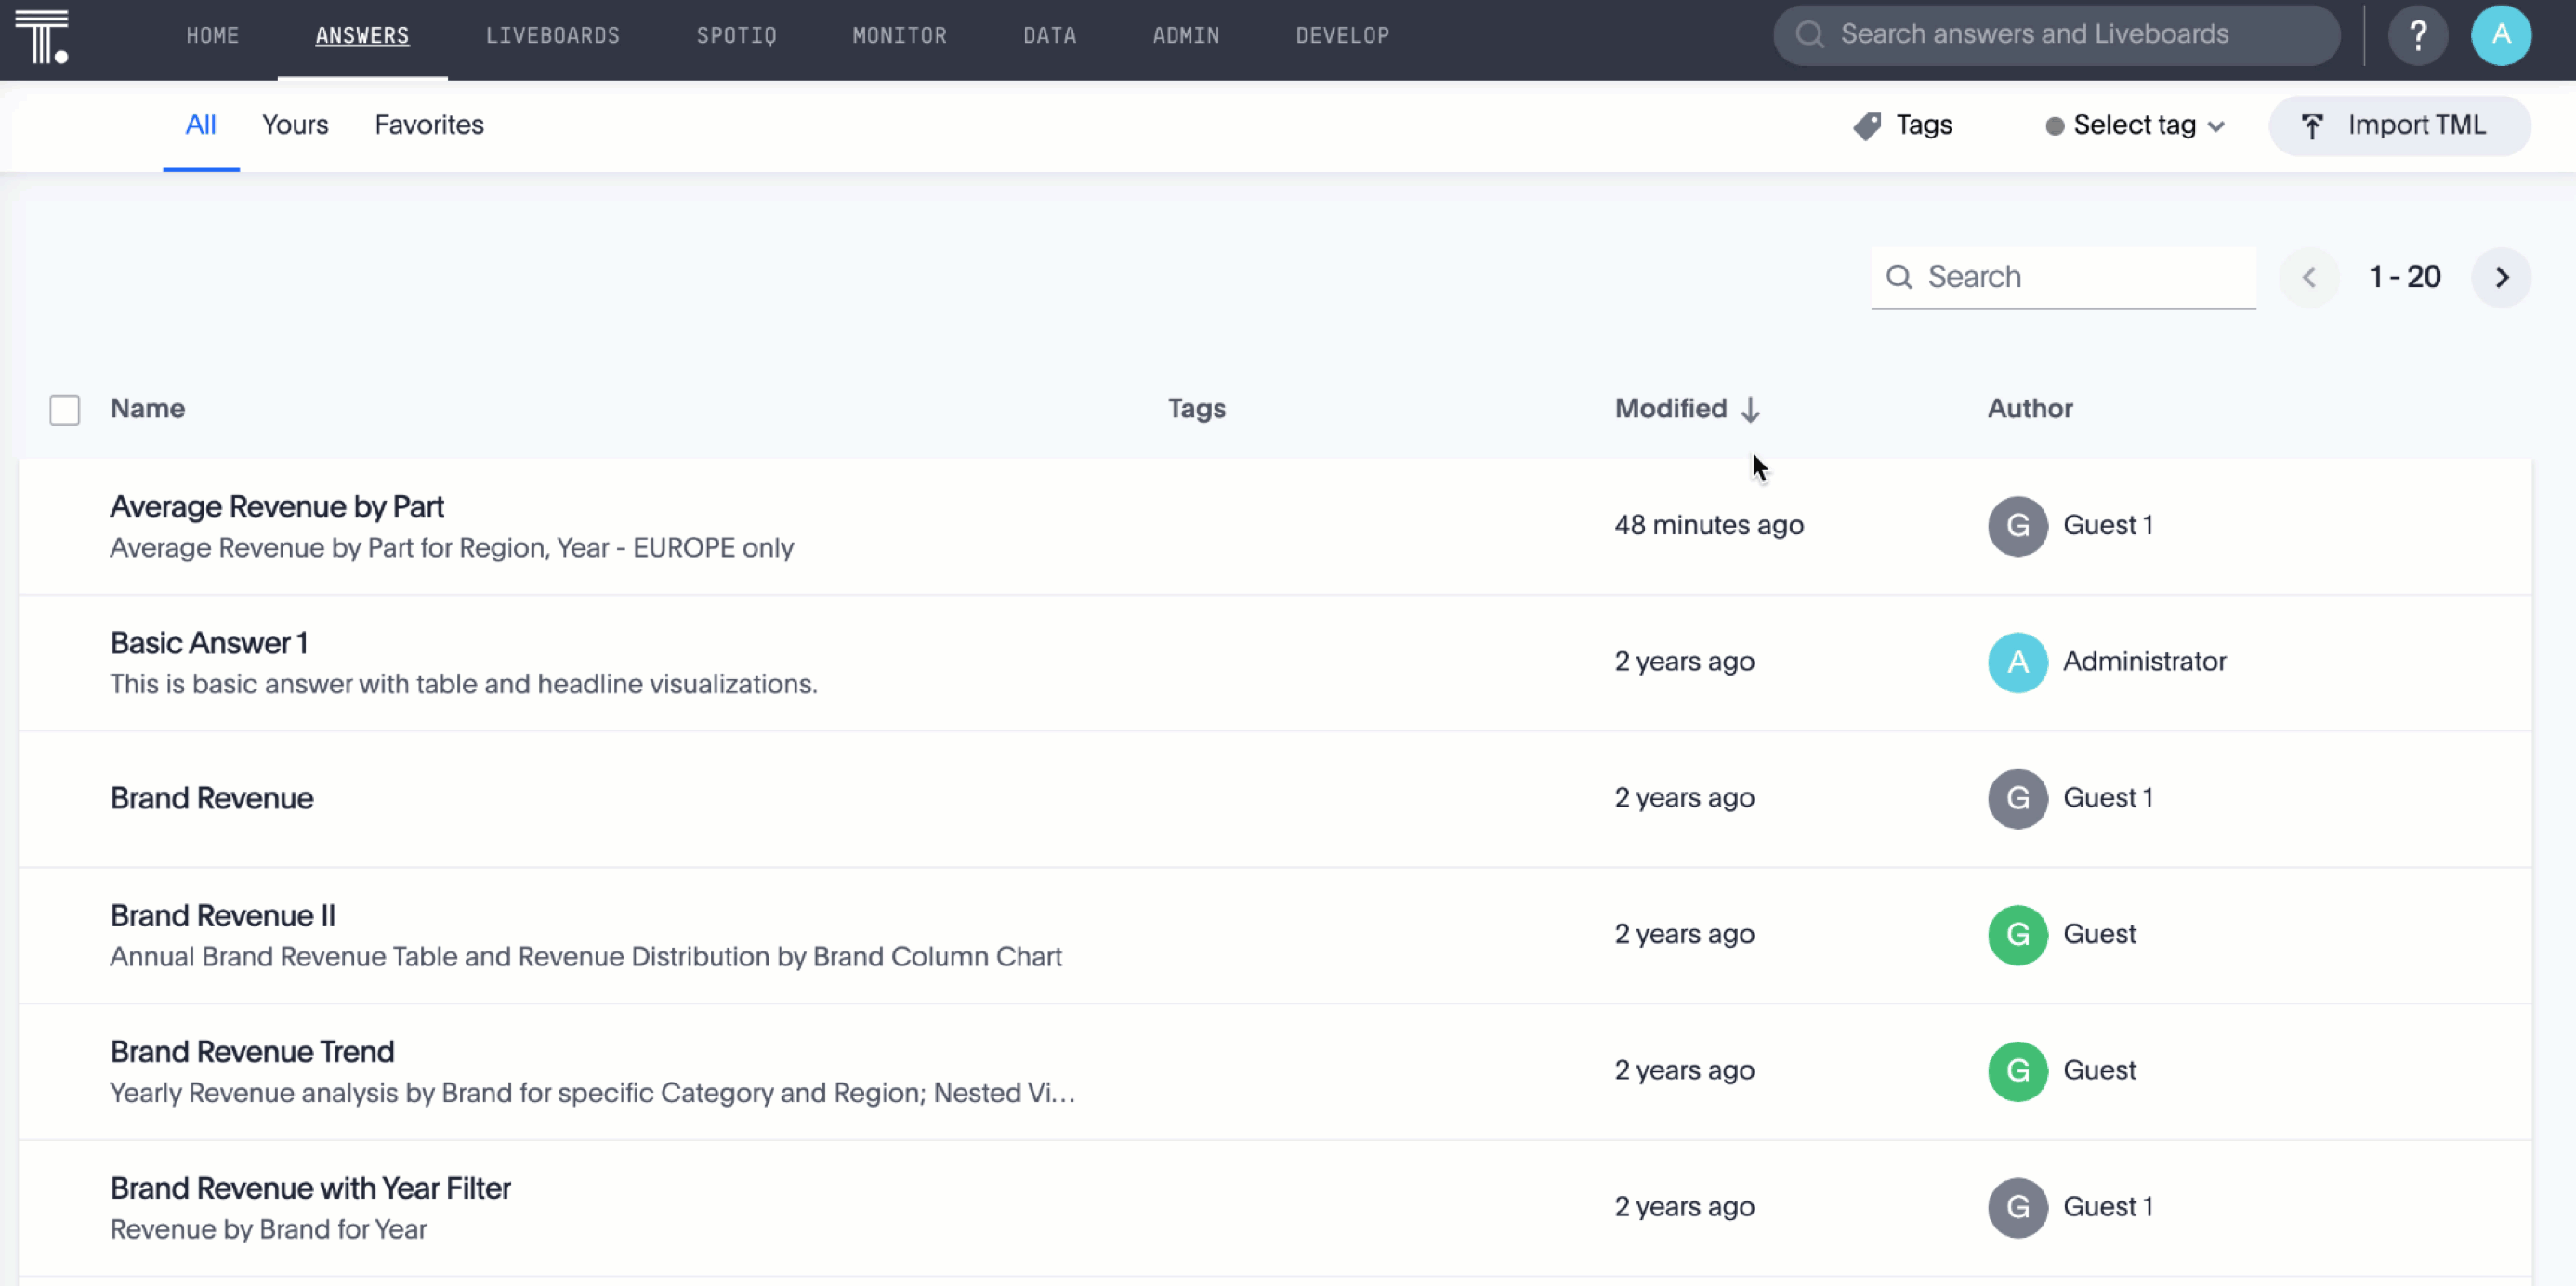 HOME ANSWERS LIVEBOARDS SPOTIQ MONITOR DATA ADMIN DEVELOP Search answers and Liveboards ? A
All Yours Favorites Tags Select tag Import TML
Search 1 - 20
Name Tags Modified Author
Average Revenue by Part
Average Revenue by Part for Region, Year - EUROPE only
48 minutes ago G Guest 1
Basic Answer 1
This is basic answer with table and headline visualizations.
2 years ago A Administrator
Brand Revenue 2 years ago G Guest 1
Brand Revenue II
Annual Brand Revenue Table and Revenue Distribution by Brand Column Chart
2 years ago G Guest
Brand Revenue Trend
Yearly Revenue analysis by Brand for specific Category and Region; Nested Vi...
2 years ago G Guest
Brand Revenue with Year Filter
Revenue by Brand for Year
2 years ago G Guest 1